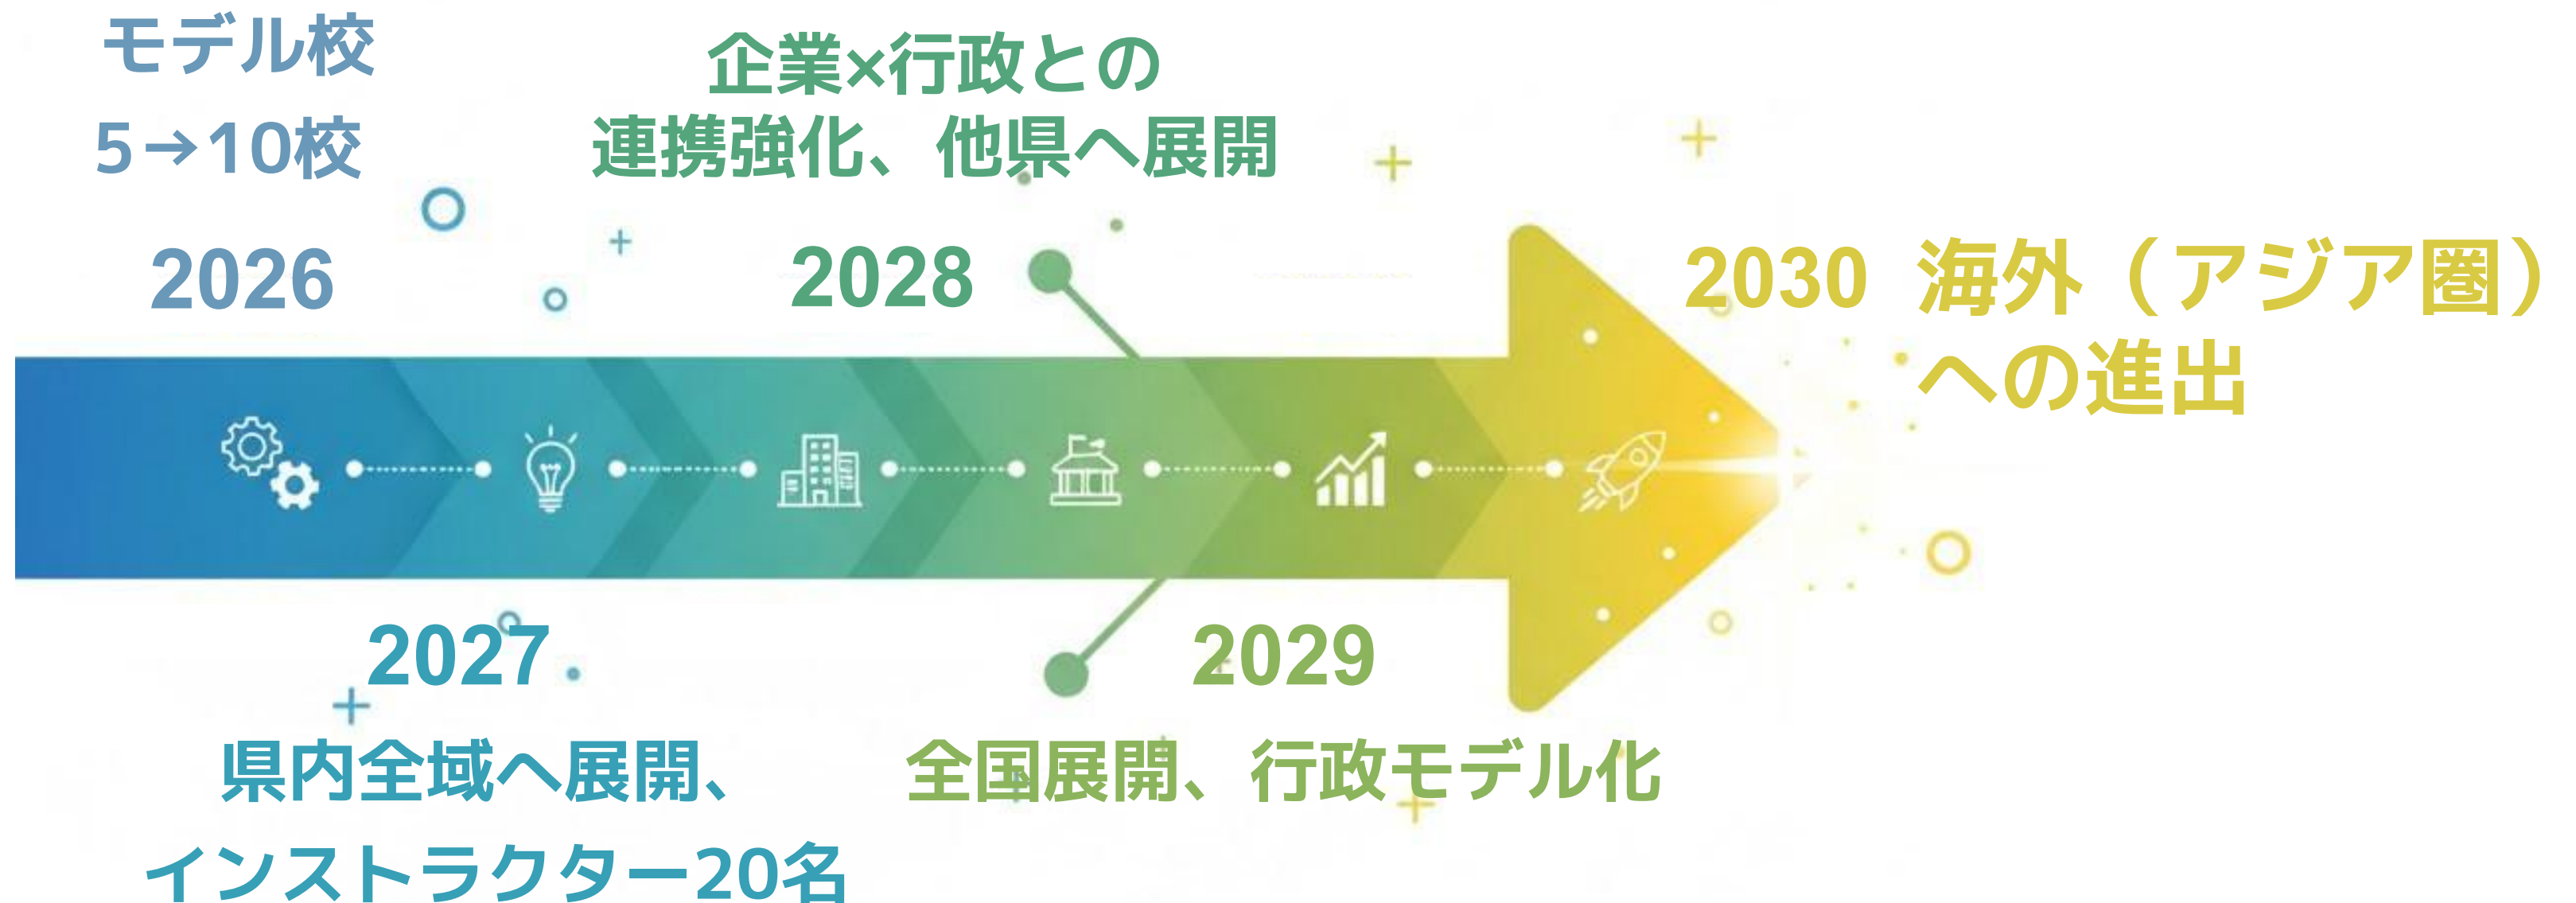 モデル校
5→10校
2026
企業×行政との
連携強化、他県へ展開
2028
2030 海外（アジア圏）
への進出
2027
県内全域へ展開、
インストラクター20名
2029
全国展開、行政モデル化